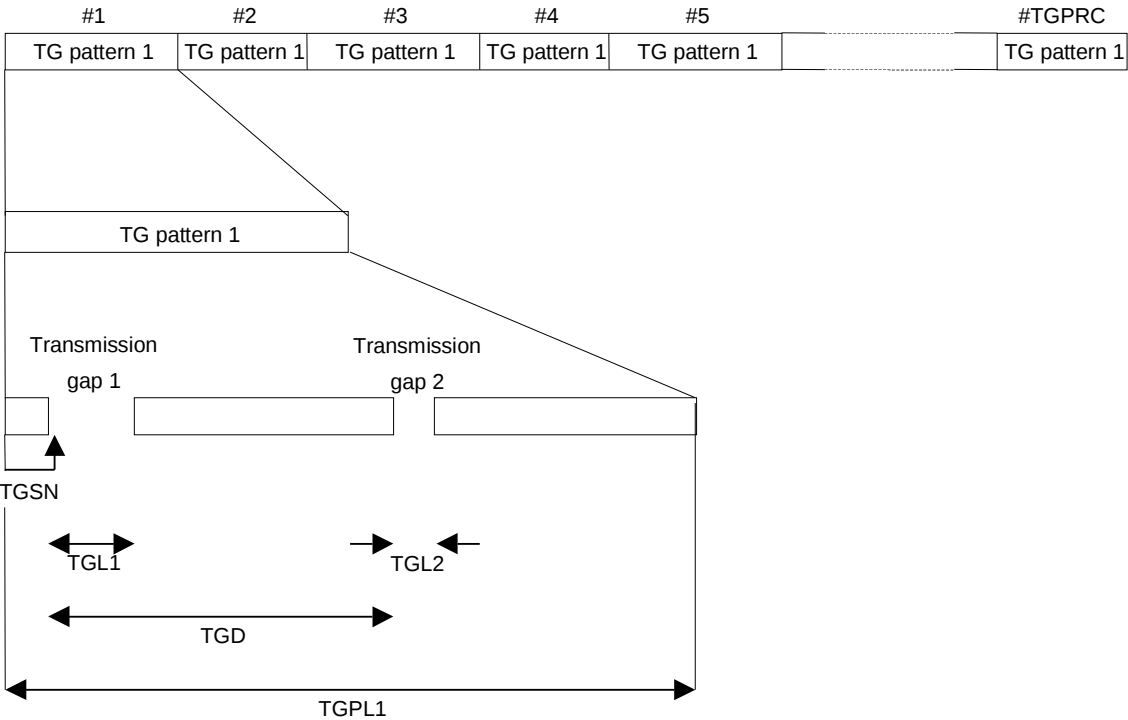 #1 #2 #3 #4 #5 #TGPRC
TG pattern 1 TG pattern 1 TG pattern 1 TG pattern 1 TG pattern 1 TG pattern 1
TG pattern 1
Transmission Transmission
gap 1 gap 2
TGSN
TGL1 TGL2
TGD
TGPL1